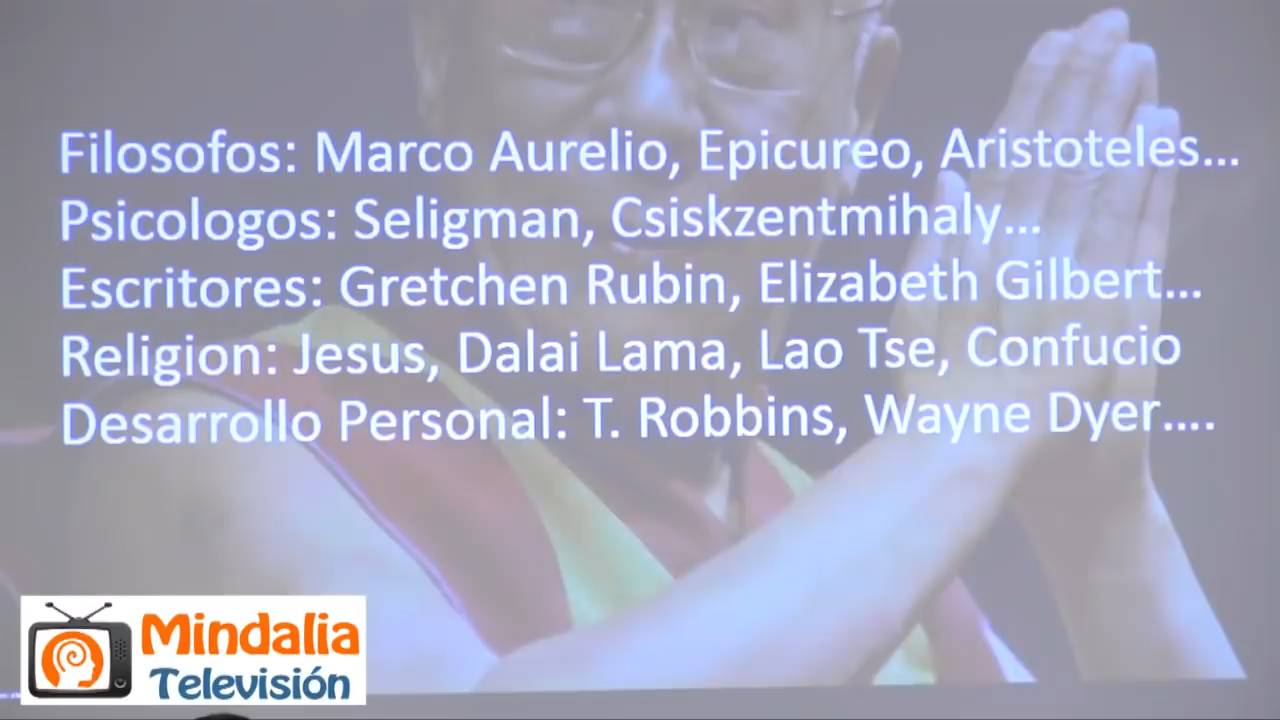 Filosofos: Marco Aurelio, Epicureo, Aristoteles...
Psicologos: Seligman, Csiskzentmihaly...
Escritores: Gretchen Rubin, Elizabeth Gilbert...
Religion: Jesus, Dalai Lama, Lao Tse, Confucio
Desarrollo Personal: T. Robbins, Wayne Dyer....
Mindalia
Televisión